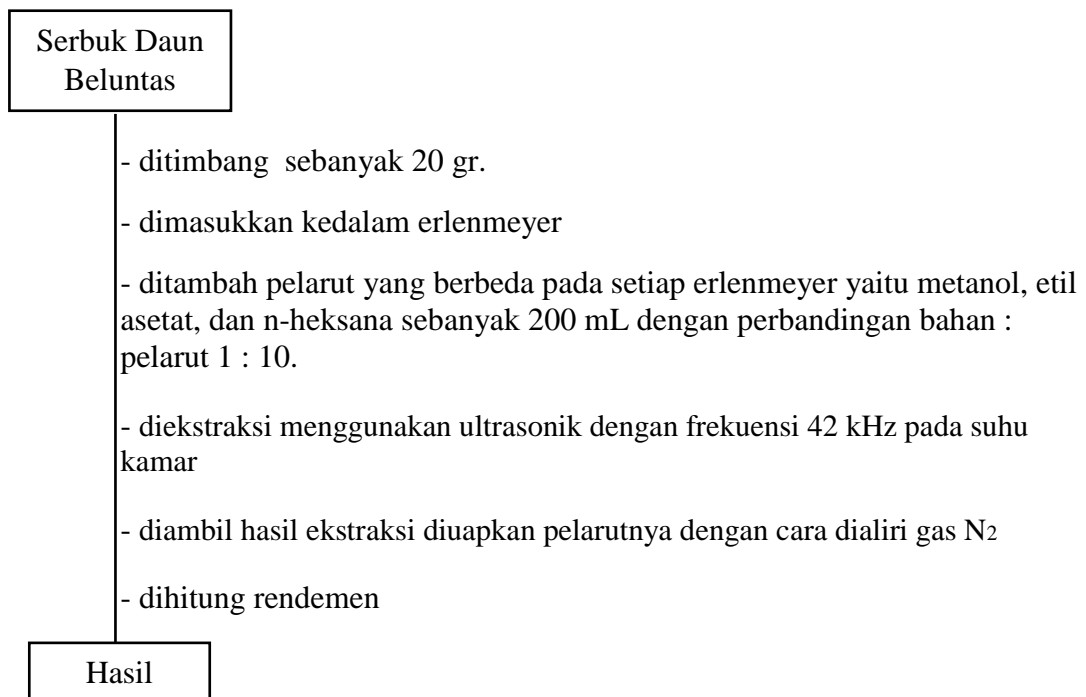 Serbuk Daun
Beluntas
- ditimbang  sebanyak 20 gr.
- dimasukkan kedalam erlenmeyer
- ditambah pelarut yang berbeda pada setiap erlenmeyer yaitu metanol, etil
asetat, dan n-heksana sebanyak 200 mL dengan perbandingan bahan :
pelarut 1 : 10.
- diekstraksi menggunakan ultrasonik dengan frekuensi 42 kHz pada suhu
kamar
- diambil hasil ekstraksi diuapkan pelarutnya dengan cara dialiri gas N2
- dihitung rendemen
Hasil